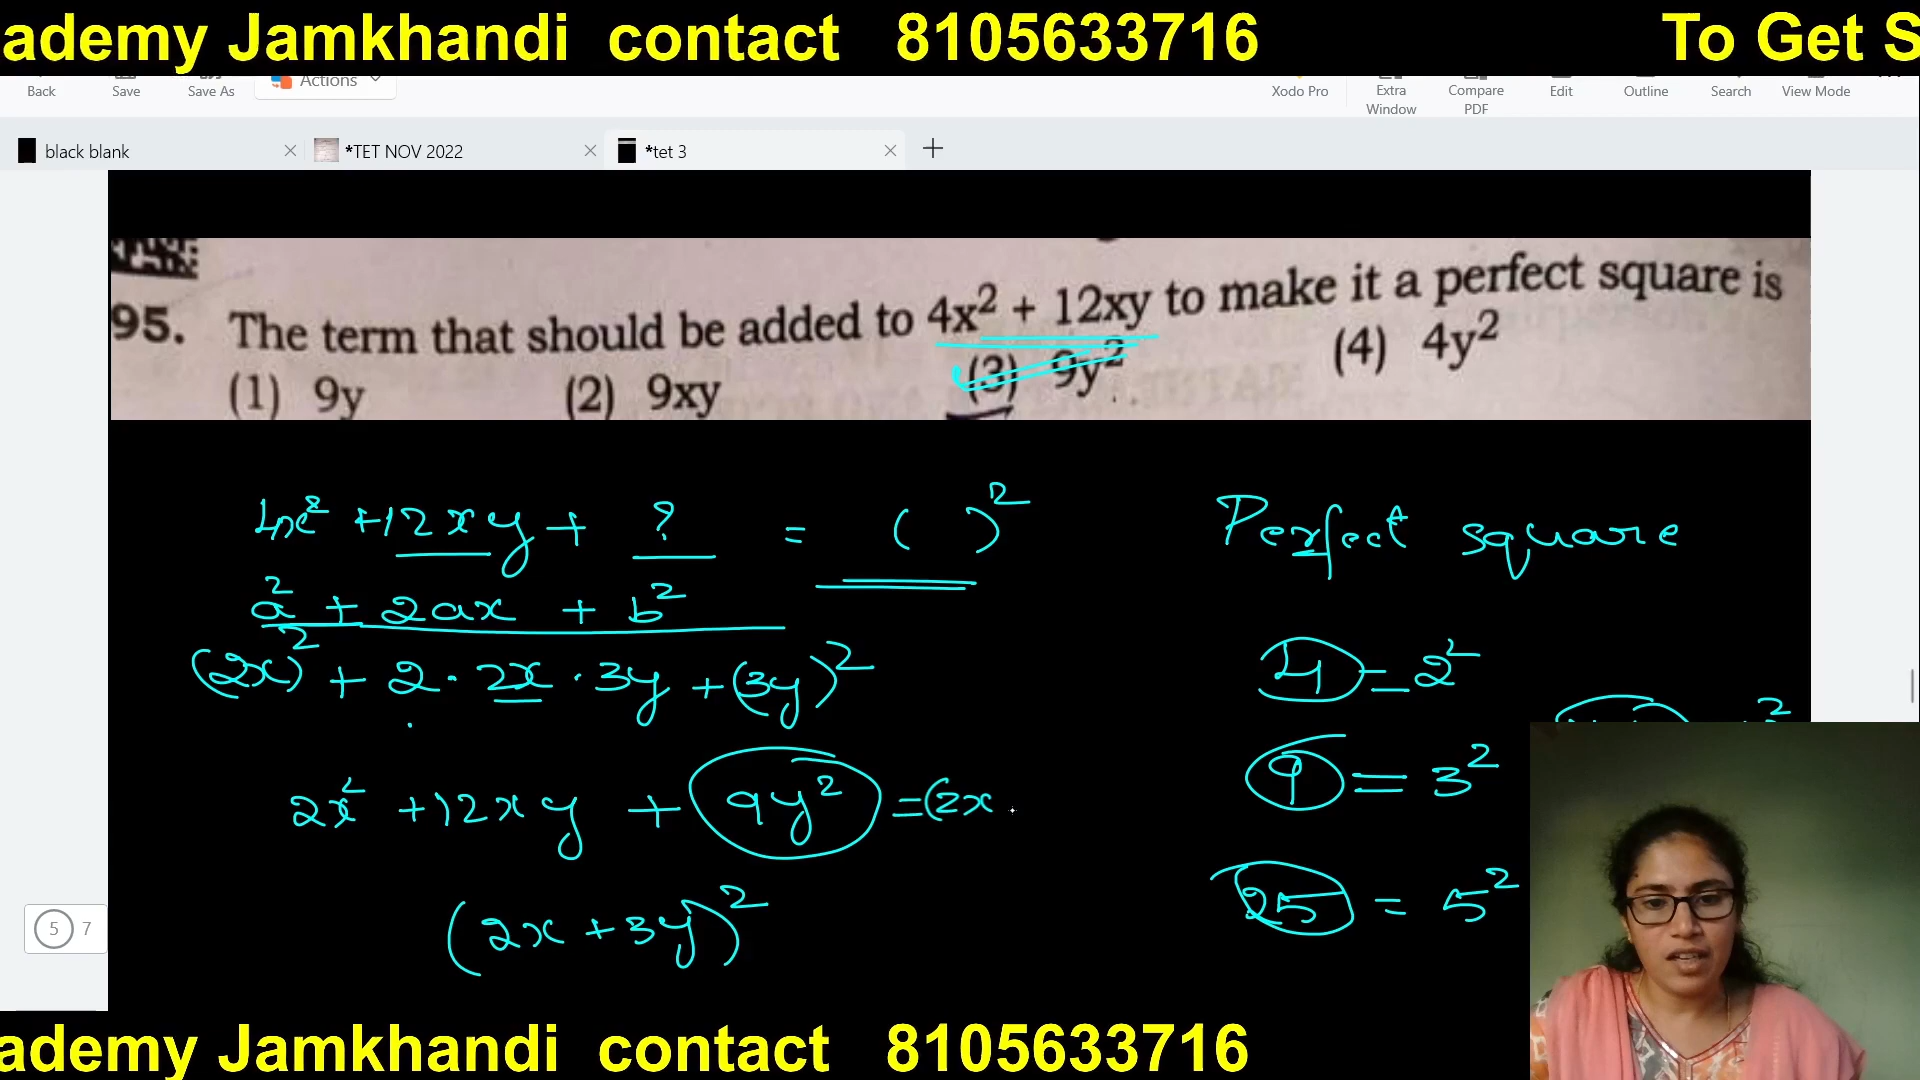 ademy Jamkhandi contact 8105633716 To Get S
Back Save Save As Actions Xodo Pro Extra Window Compare PDF Edit Outline Search View Mode
black blank *TET NOV 2022 *tet 3
95. The term that should be added to 4x² + 12xy to make it a perfect square is
(1) 9y (2) 9xy (3) 9y² (4) 4y²
4x² + 12xy + ? = ( )²
Perfect square
a² + 2ax + b²
(2x)² + 2 · 2x · 3y + (3y)²
4 = 2²
2x² + 12xy + 9y² = (2x
9 = 3²
(2x + 3y)²
25 = 5²
5 7
ademy Jamkhandi contact 8105633716